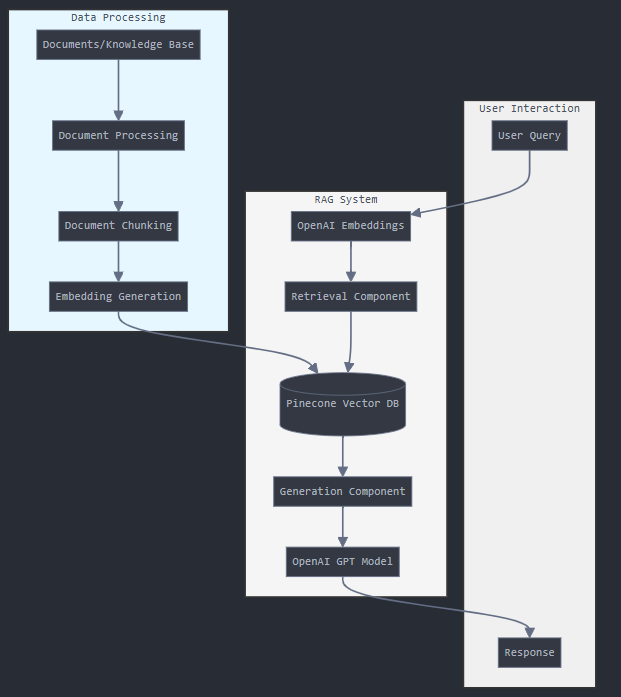 Data Processing
Documents/Knowledge Base
Document Processing
Document Chunking
Embedding Generation
RAG System
OpenAI Embeddings
Retrieval Component
Pinecone Vector DB
Generation Component
OpenAI GPT Model
User Interaction
User Query
Response